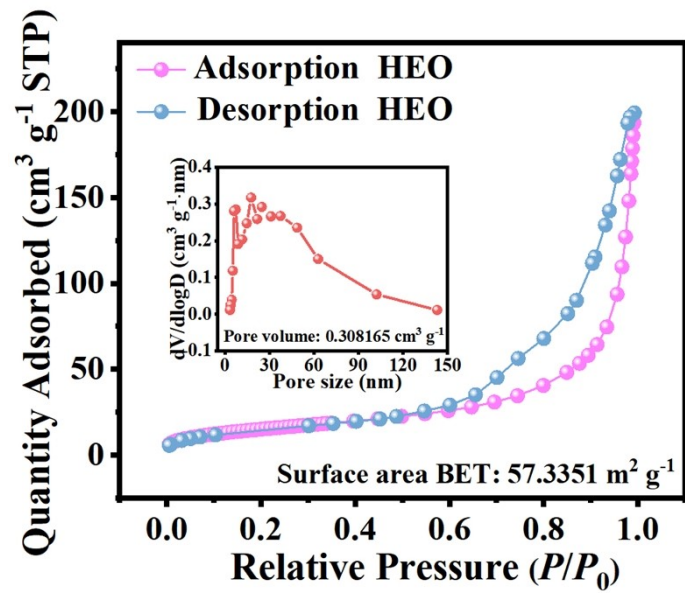 Adsorption HEO
Desorption HEO
Quantity Adsorbed (cm³ g⁻¹ STP)
200
150
100
50
0
0.0 0.2 0.4 0.6 0.8 1.0
Relative Pressure (P/P₀)
Surface area BET: 57.3351 m² g⁻¹
dV/dlogD (cm³ g⁻¹·nm)
0.4
0.3
0.2
0.1
0.0
0.1
Pore volume: 0.308165 cm³ g⁻¹
0 30 60 90 120 150
Pore size (nm)